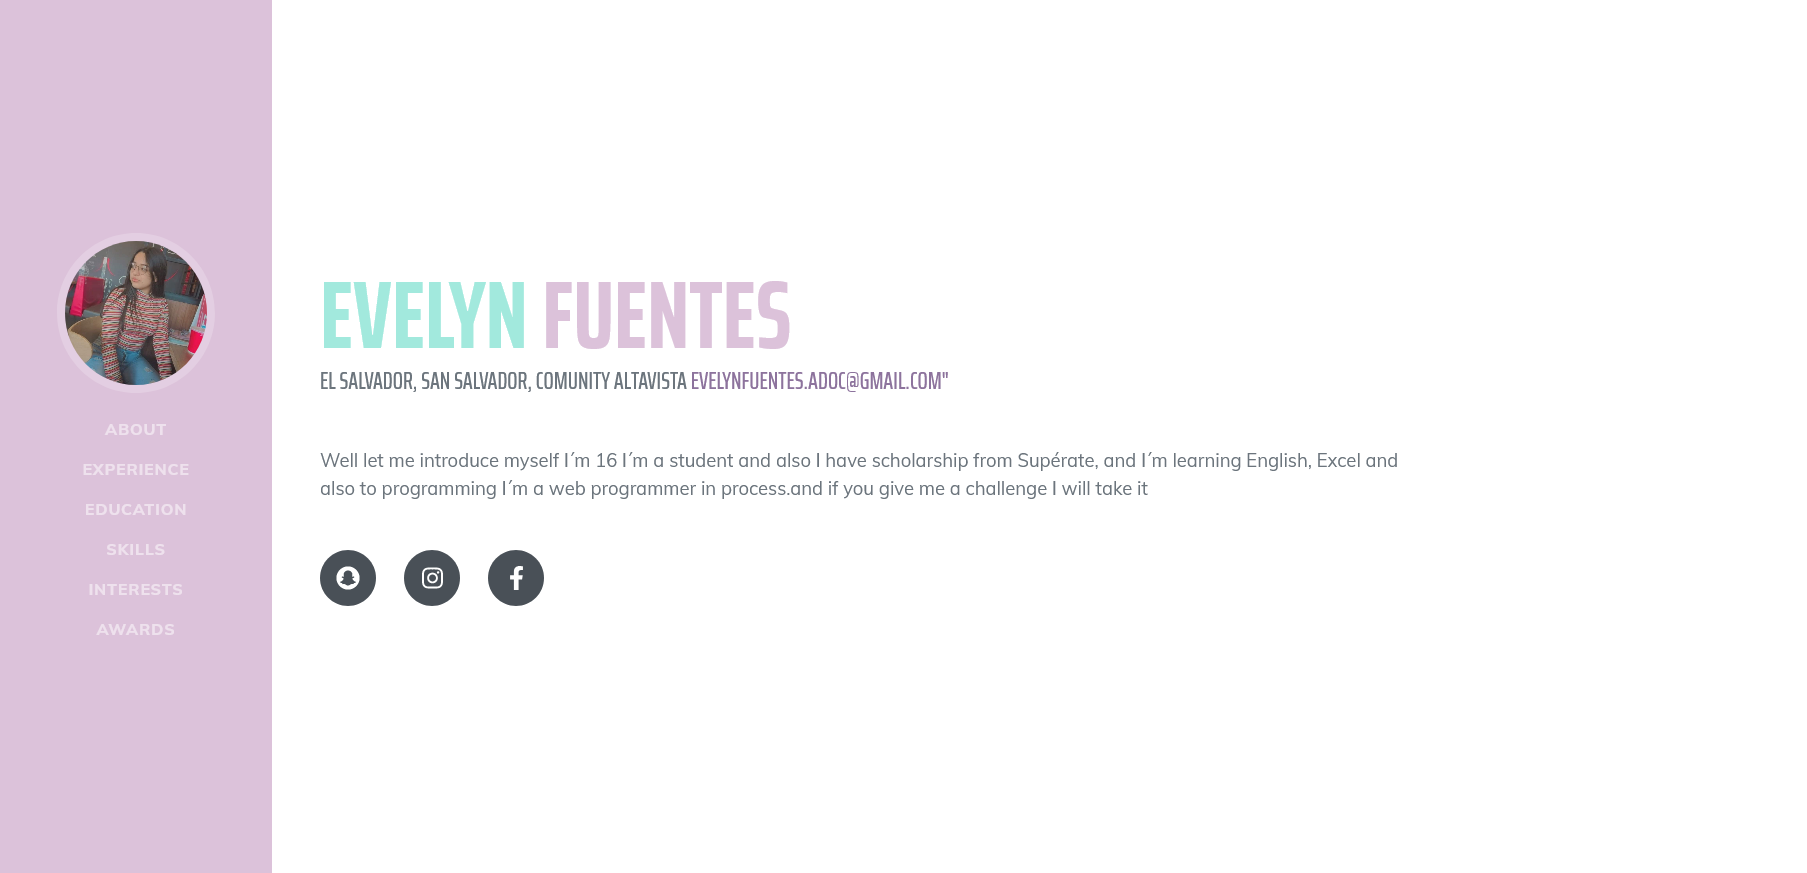 ABOUT
EXPERIENCE
EDUCATION
SKILLS
INTERESTS
AWARDS
EVELYN FUENTES
EL SALVADOR, SAN SALVADOR, COMUNITY ALTAVISTA EVELYNFUENTES.ADOC@GMAIL.COM"
Well let me introduce myself I´m 16 I´m a student and also I have scholarship from Supérate, and I´m learning English, Excel and
also to programming I´m a web programmer in process.and if you give me a challenge I will take it